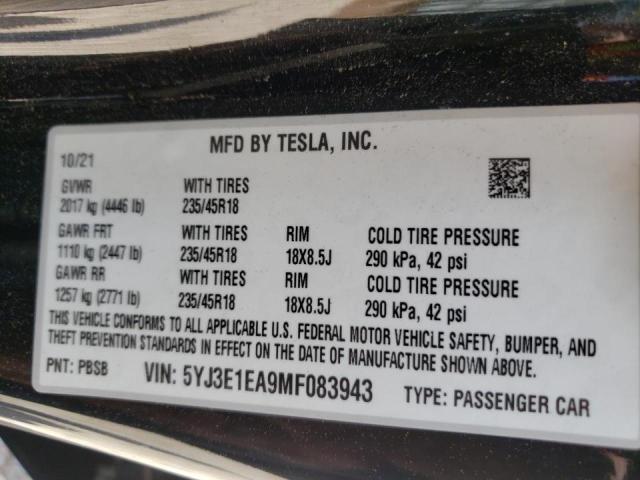 MFD BY TESLA, INC.
10/21
GVWR WITH TIRES
2017 kg (4446 lb) 235/45R18
GAWR FRT WITH TIRES RIM COLD TIRE PRESSURE
1110 kg (2447 lb) 235/45R18 18X8.5J 290 kPa, 42 psi
GAWR RR WITH TIRES RIM COLD TIRE PRESSURE
1257 kg (2771 lb) 235/45R18 18X8.5J 290 kPa, 42 psi
THIS VEHICLE CONFORMS TO ALL APPLICABLE U.S. FEDERAL MOTOR VEHICLE SAFETY, BUMPER, AND
THEFT PREVENTION STANDARDS IN EFFECT ON THE DATE OF MANUFACTURE SHOWN ABOVE.
PNT: PBSB VIN: 5YJ3E1EA9MF083943 TYPE: PASSENGER CAR